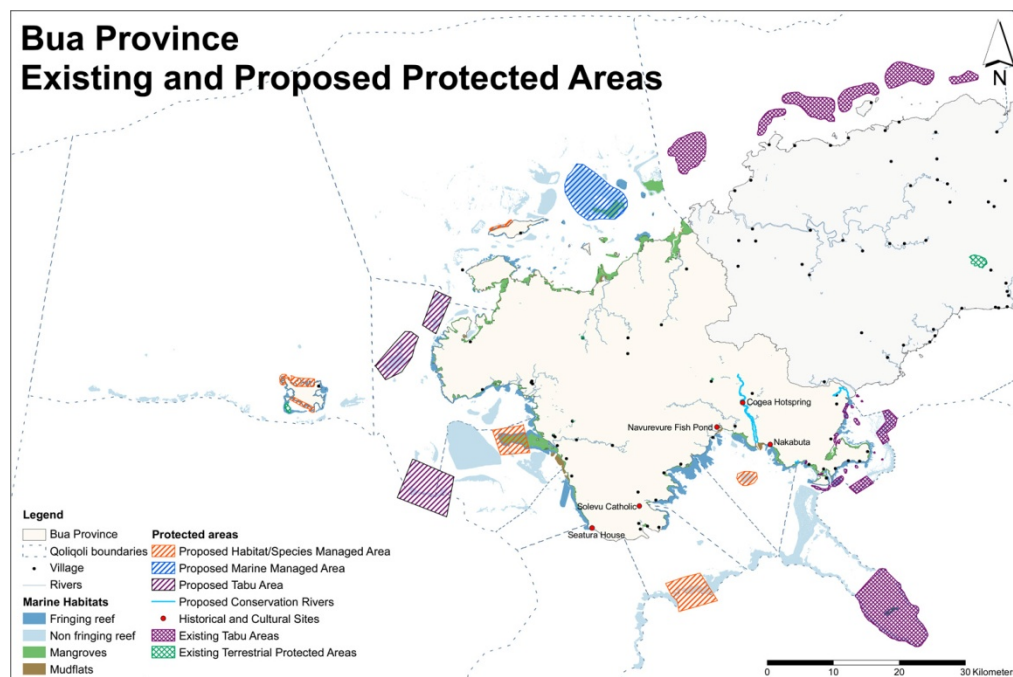 Bua Province
Existing and Proposed Protected Areas
N
Cogea Hotspring
Navurevure Fish Pond
Nakabuta
Solevu Catholic
Seatura House
Legend
Bua Province
Qoliqoli boundaries
Village
Rivers
Marine Habitats
Fringing reef
Non fringing reef
Mangroves
Mudflats
Protected areas
Proposed Habitat/Species Managed Area
Proposed Marine Managed Area
Proposed Tabu Area
Proposed Conservation Rivers
Historical and Cultural Sites
Existing Tabu Areas
Existing Terrestrial Protected Areas
0 10 20 30 Kilometer